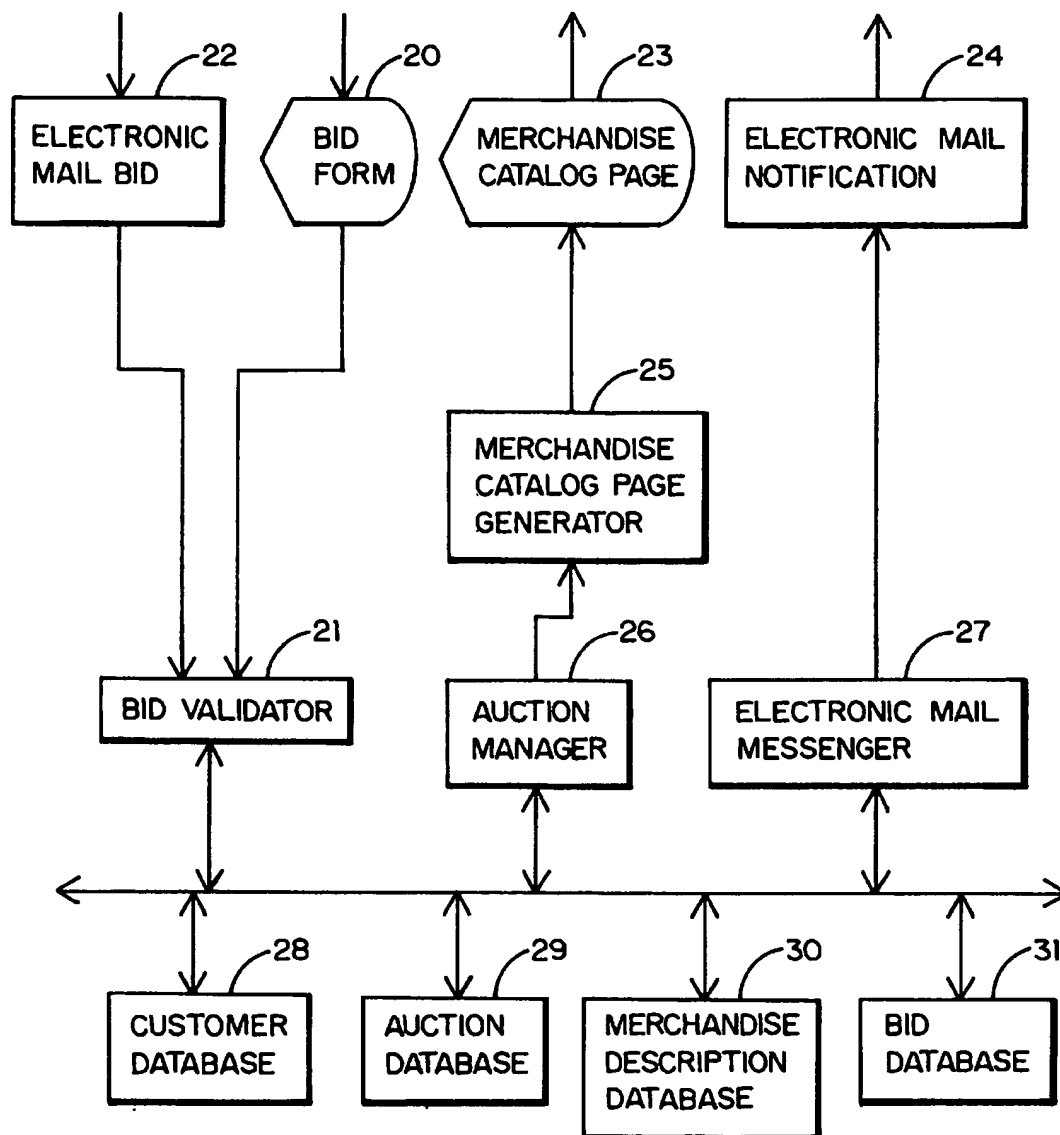 22
20
23
24
ELECTRONIC
MAIL BID
BID
FORM
MERCHANDISE
CATALOG PAGE
ELECTRONIC MAIL
NOTIFICATION
25
MERCHANDISE
CATALOG PAGE
GENERATOR
21
26
27
BID VALIDATOR
AUCTION
MANAGER
ELECTRONIC MAIL
MESSENGER
28
29
30
31
CUSTOMER
DATABASE
AUCTION
DATABASE
MERCHANDISE
DESCRIPTION
DATABASE
BID
DATABASE